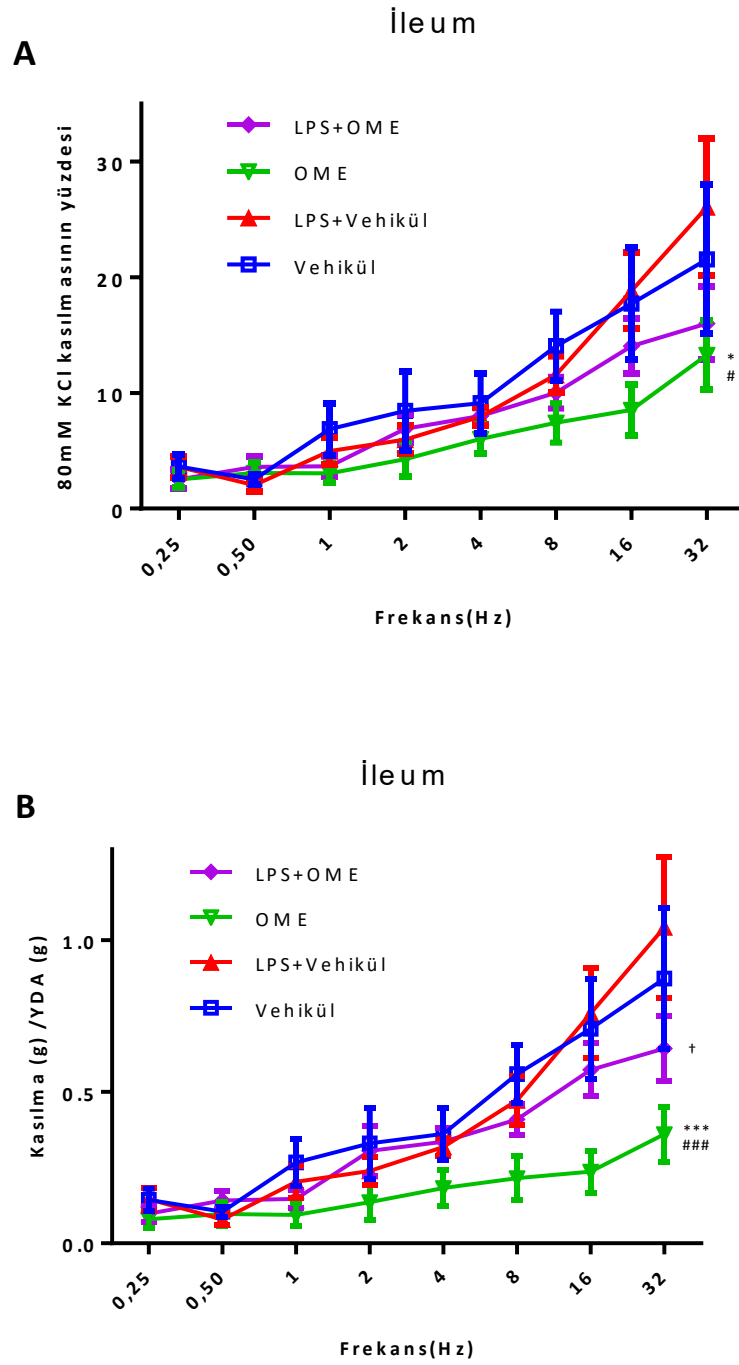 İleum
A
80mM KCl kasılmasının yüzdesi
LPS+OME
OME
LPS+Vehikül
Vehikül
30
20
10
0
*
#
0,25 0,50 1 2 4 8 16 32
Frekans(Hz)
İleum
B
Kasılma (g) /YDA (g)
LPS+OME
OME
LPS+Vehikül
Vehikül
1.0
0.5
0.0
†
***
###
0,25 0,50 1 2 4 8 16 32
Frekans(Hz)